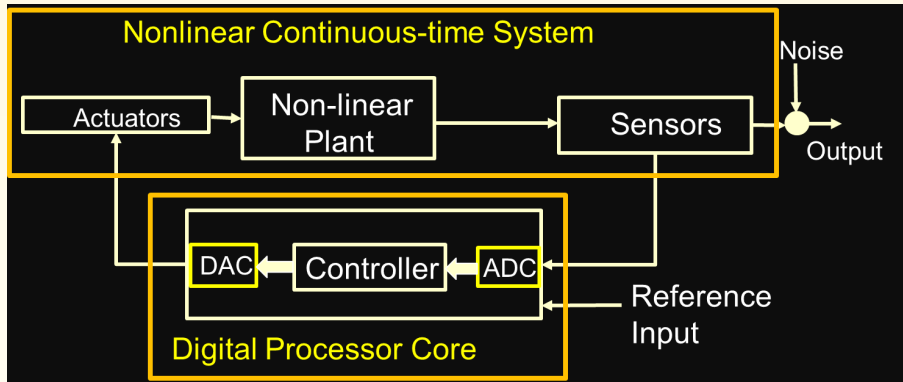 Nonlinear Continuous-time System
Noise
Actuators
Non-linear
Plant
Sensors
Output
DAC
Controller
ADC
Reference
Input
Digital Processor Core